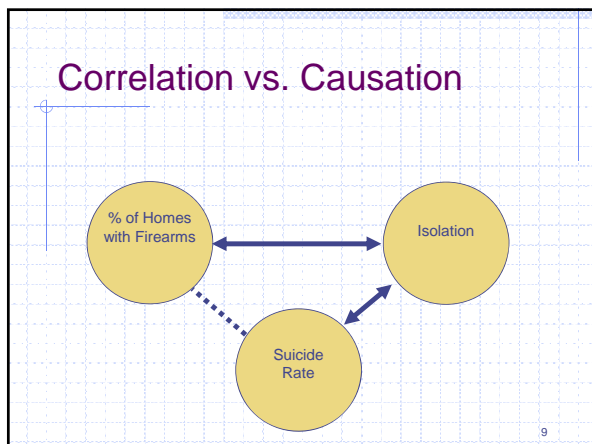 Correlation vs. Causation
% of Homes
with Firearms
Isolation
Suicide
Rate
9